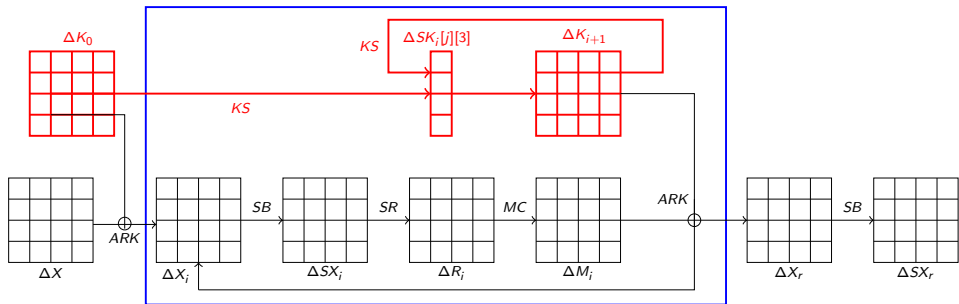 ΔK₀
ΔSKᵢ[j][3]
ΔKᵢ₊₁
KS
KS
ARK
SB
SR
MC
ARK
SB
ΔX
ΔXᵢ
ΔSXᵢ
ΔRᵢ
ΔMᵢ
ΔXᵣ
ΔSXᵣ